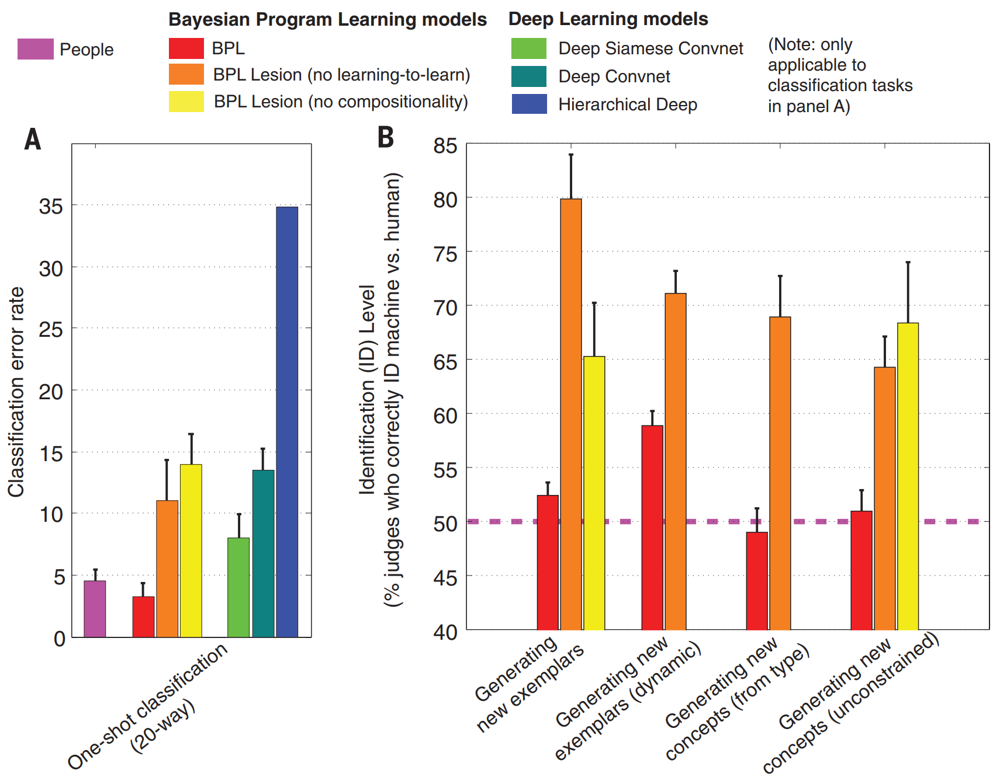 People
Bayesian Program Learning models
BPL
BPL Lesion (no learning-to-learn)
BPL Lesion (no compositionality)
Deep Learning models
Deep Siamese Convnet
Deep Convnet
Hierarchical Deep
(Note: only
applicable to
classification tasks
in panel A)
A
Classification error rate
35
30
25
20
15
10
5
0
One-shot classification
(20-way)
B
Identification (ID) Level
(% judges who correctly ID machine vs. human)
85
80
75
70
65
60
55
50
45
40
Generating
new exemplars
Generating new
exemplars (dynamic)
Generating new
concepts (from type)
Generating new
concepts (unconstrained)